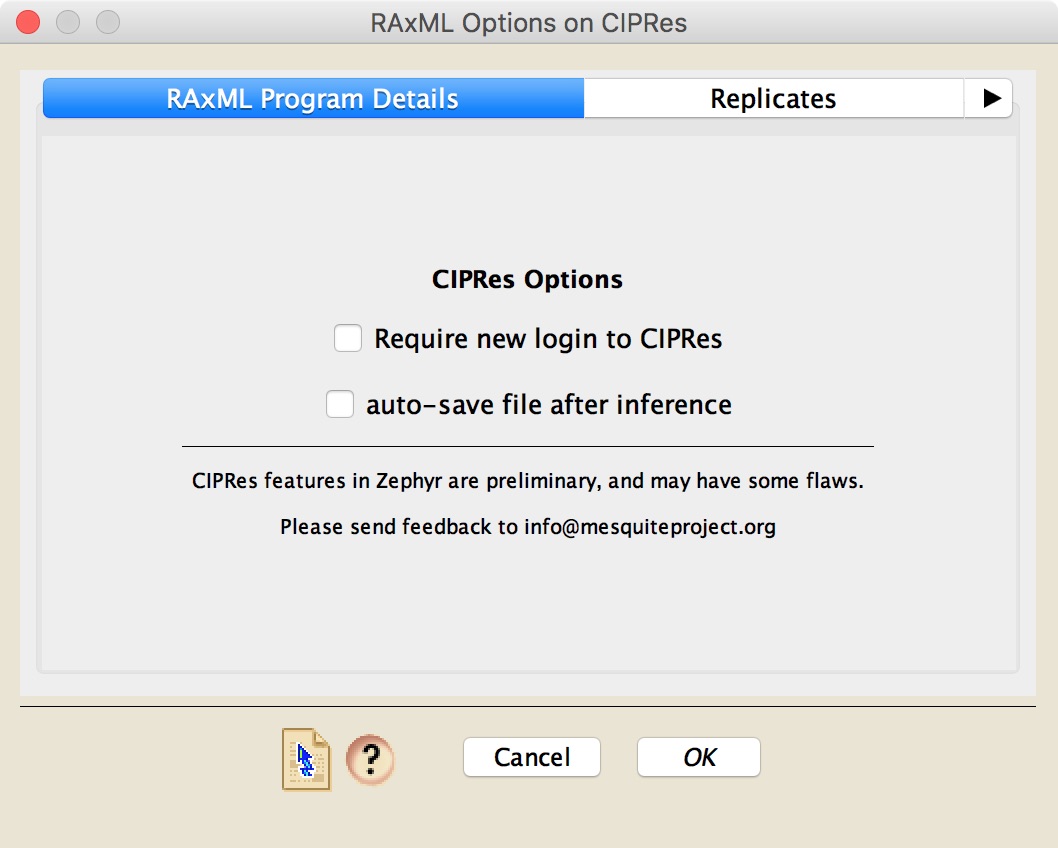 RAxML Options on CIPRes
RAxML Program Details
Replicates
CIPRes Options
Require new login to CIPRes
auto-save file after inference
CIPRes features in Zephyr are preliminary, and may have some flaws.
Please send feedback to info@mesquiteproject.org
?
Cancel
OK